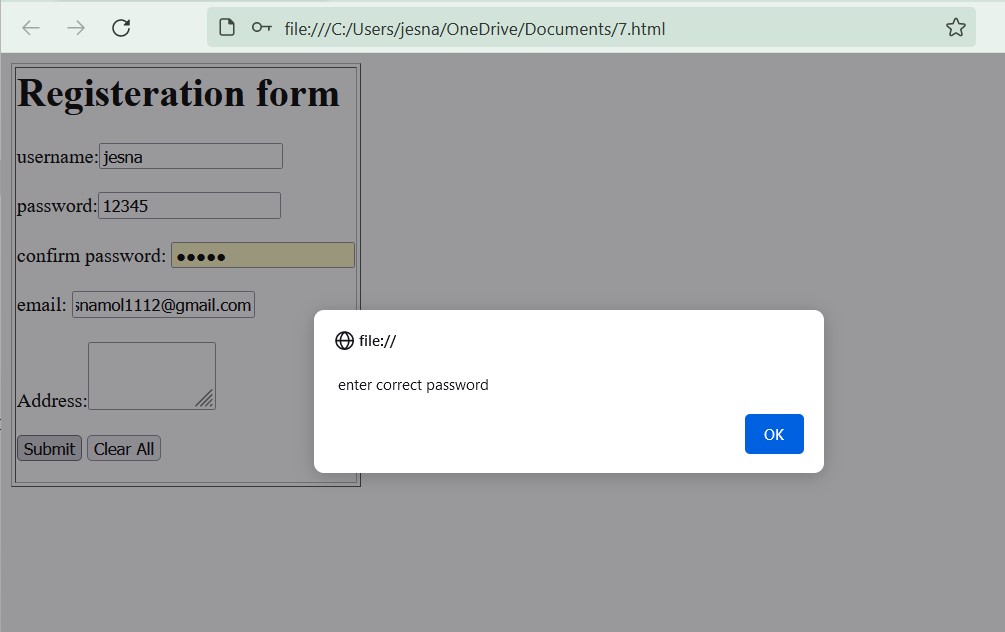 file:///C:/Users/jesna/OneDrive/Documents/7.html
Registeration form
username: jesna
password: 12345
confirm password: •••••
email: snamol1112@gmail.com
file://
enter correct password
Address:
OK
Submit Clear All